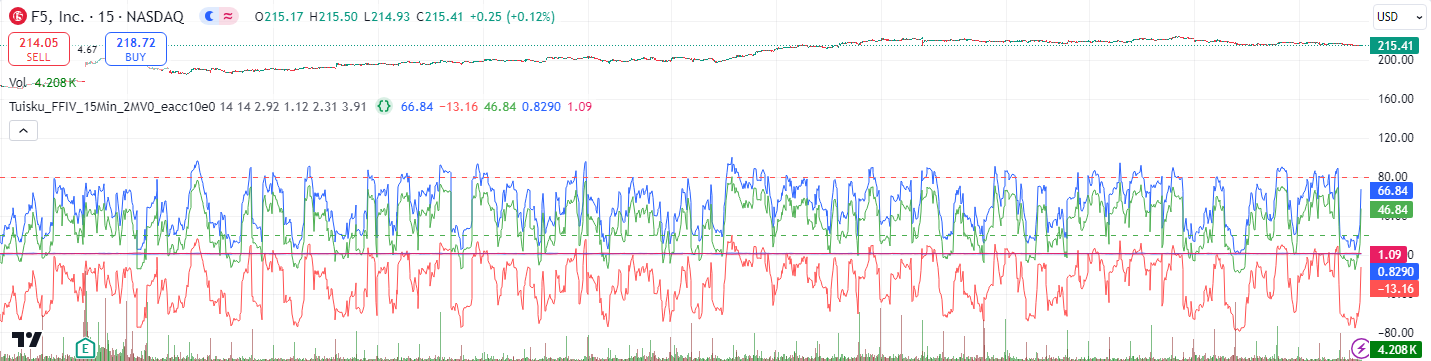 F5, Inc. · 15 · NASDAQ O215.17 H215.50 L214.93 C215.41 +0.25 (+0.12%)
USD
214.05 SELL 4.67 218.72 BUY
215.41
200.00
Vol 4.208 K
160.00
Tuisku_FFIV_15Min_2MV0_eacc10e0 14 14 2.92 1.12 2.31 3.91 {} 66.84 −13.16 46.84 0.8290 1.09
120.00
80.00
66.84
46.84
1.09
0.8290
−13.16
−80.00
4.208 K
E